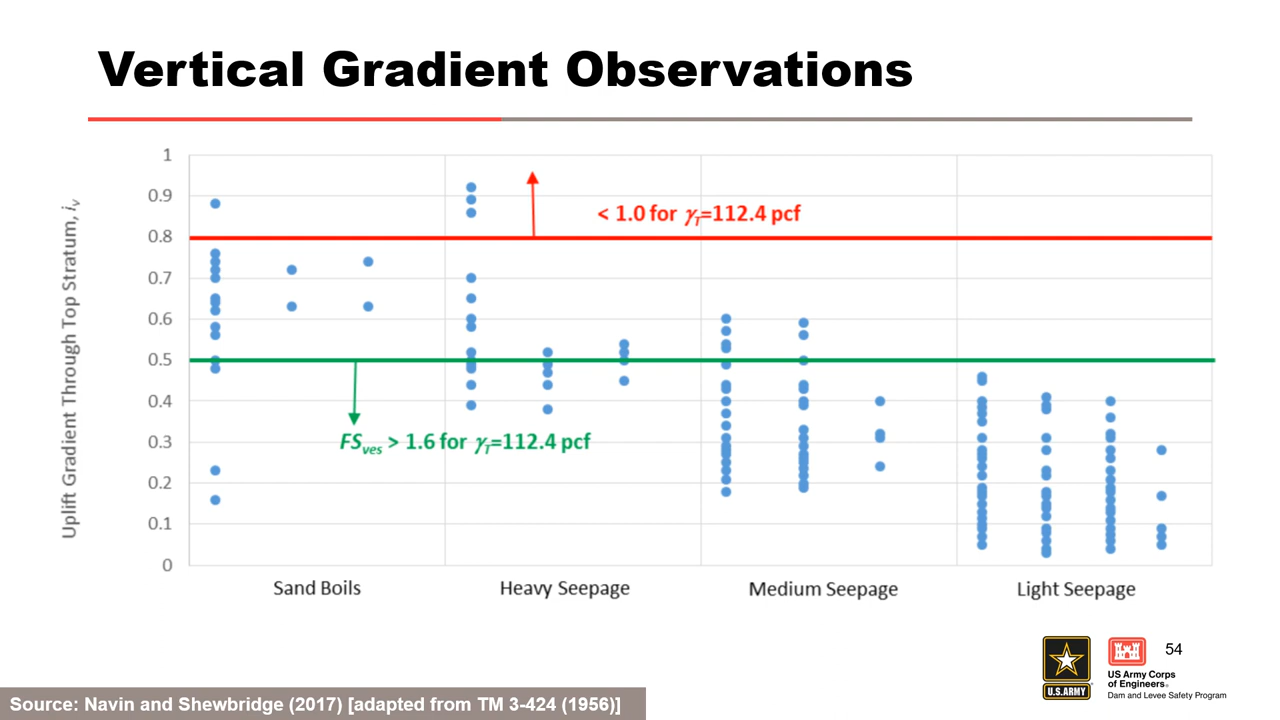 Vertical Gradient Observations
Uplift Gradient Through Top Stratum, iv
1
0.9
0.8
0.7
0.6
0.5
0.4
0.3
0.2
0.1
0
< 1.0 for γT=112.4 pcf
FSves > 1.6 for γT=112.4 pcf
Sand Boils Heavy Seepage Medium Seepage Light Seepage
U.S.ARMY
US Army Corps
of Engineers®
Dam and Levee Safety Program
54
Source: Navin and Shewbridge (2017) [adapted from TM 3-424 (1956)]